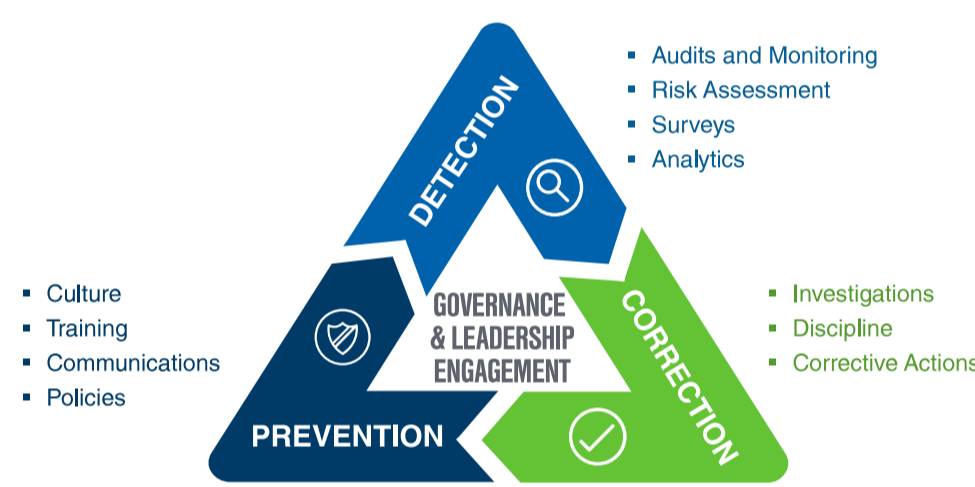 DETECTION
▪ Audits and Monitoring
▪ Risk Assessment
▪ Surveys
▪ Analytics
▪ Culture
▪ Training
▪ Communications
▪ Policies
GOVERNANCE
& LEADERSHIP
ENGAGEMENT
CORRECTION
▪ Investigations
▪ Discipline
▪ Corrective Actions
PREVENTION